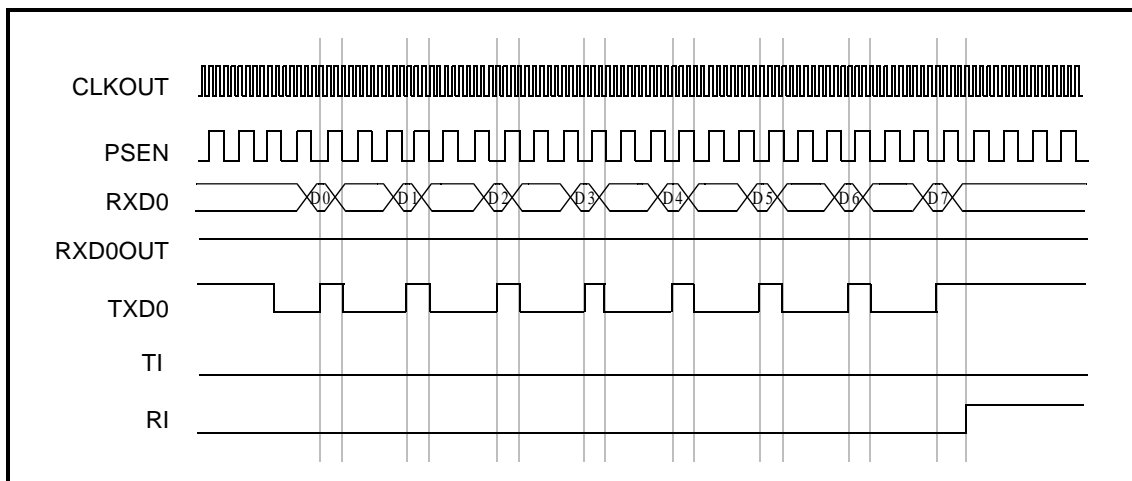 CLKOUT
PSEN
RXD0 D0 D1 D2 D3 D4 D5 D6 D7
RXD0OUT
TXD0
TI
RI